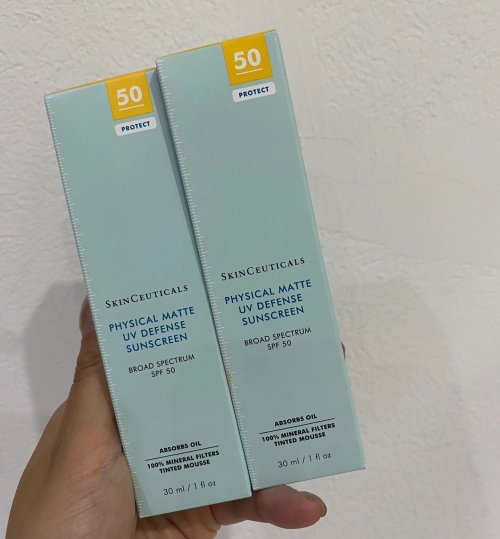 50
PROTECT
SKINCEUTICALS
PHYSICAL MATTE
UV DEFENSE
SUNSCREEN
BROAD SPECTRUM
SPF 50
ABSORBS OIL
100% MINERAL FILTERS
TINTED MOUSSE
30 ml / 1 fl oz
50
PROTECT
SKINCEUTICALS
PHYSICAL MATTE
UV DEFENSE
SUNSCREEN
BROAD SPECTRUM
SPF 50
ABSORBS OIL
100% MINERAL FILTERS
TINTED MOUSSE
30 ml / 1 fl oz